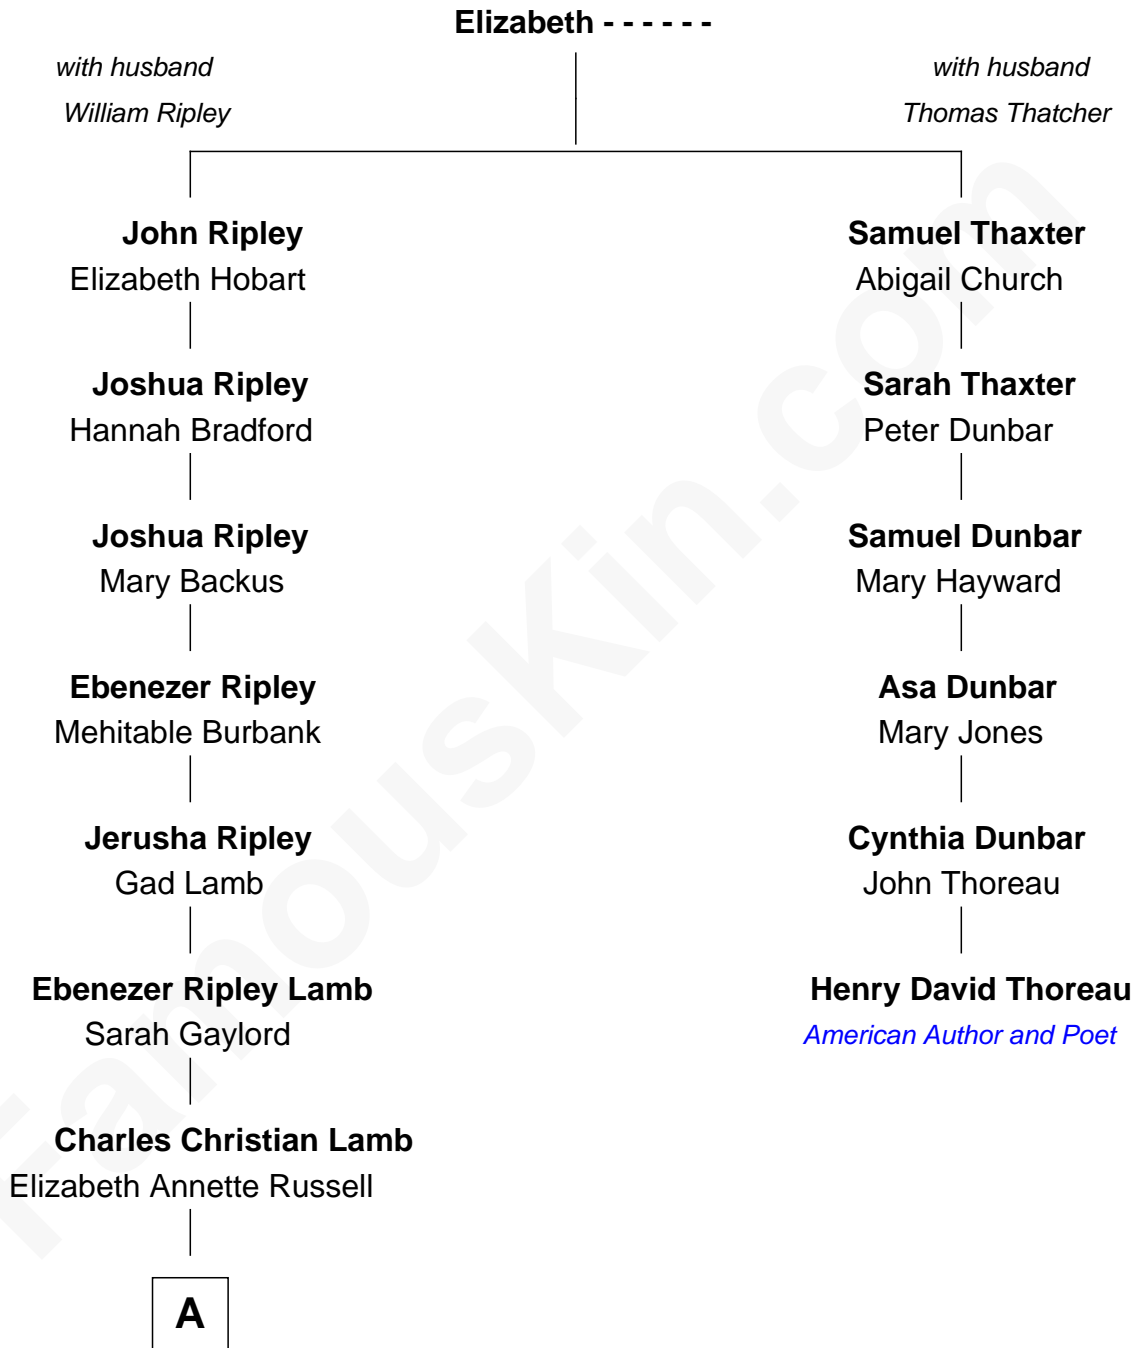 Elizabeth - - - - - -
with husband
William Ripley
with husband
Thomas Thatcher
John Ripley
Elizabeth Hobart
Joshua Ripley
Hannah Bradford
Joshua Ripley
Mary Backus
Ebenezer Ripley
Mehitable Burbank
Jerusha Ripley
Gad Lamb
Ebenezer Ripley Lamb
Sarah Gaylord
Charles Christian Lamb
Elizabeth Annette Russell
A
Samuel Thaxter
Abigail Church
Sarah Thaxter
Peter Dunbar
Samuel Dunbar
Mary Hayward
Asa Dunbar
Mary Jones
Cynthia Dunbar
John Thoreau
Henry David Thoreau
American Author and Poet
FamousKin.com